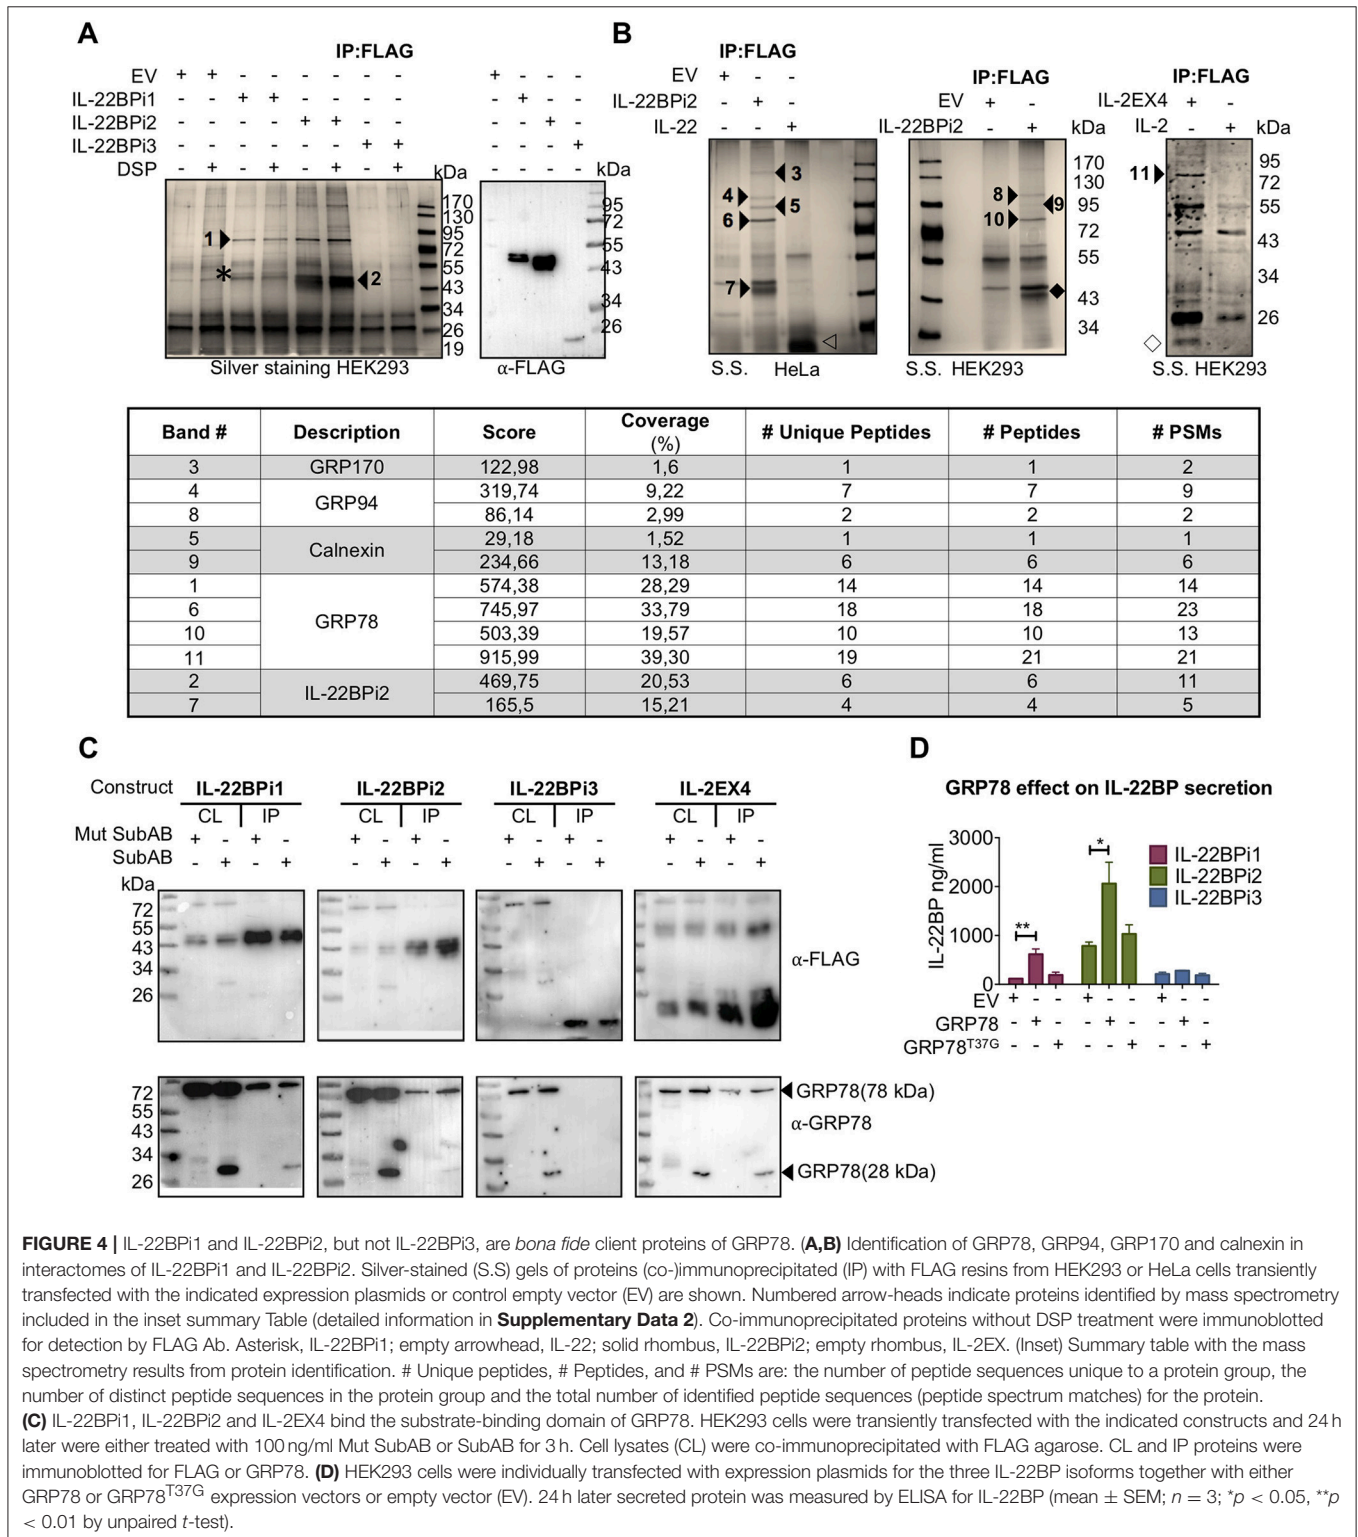 A
B
IP:FLAG
EV + + - - - - - -
IL-22BPi1 - - + + - - - -
IL-22BPi2 - - - - + + - -
IL-22BPi3 - - - - - - + +
DSP - + - + - + - +
+ - - -
- + - -
- - + -
- - - +
kDa
170
130
95
72
55
43
34
26
19
1
*
2
Silver staining HEK293
95
72
55
43
34
26
kDa
α-FLAG
IP:FLAG
EV + - -
IL-22BPi2 - + -
IL-22 - - +
3
4
5
6
7
S.S. HeLa
IP:FLAG
EV + -
IL-22BPi2 - +
kDa
170
130
95
72
55
43
34
8
9
10
S.S. HEK293
IP:FLAG
IL-2EX4 + -
IL-2 - +
kDa
95
72
55
43
34
26
11
S.S. HEK293
Band # Description Score Coverage (%) # Unique Peptides # Peptides # PSMs
3 GRP170 122,98 1,6 1 1 2
4 GRP94 319,74 9,22 7 7 9
8 86,14 2,99 2 2 2
5 Calnexin 29,18 1,52 1 1 1
9 234,66 13,18 6 6 6
1 GRP78 574,38 28,29 14 14 14
6 745,97 33,79 18 18 23
10 503,39 19,57 10 10 13
11 915,99 39,30 19 21 21
2 IL-22BPi2 469,75 20,53 6 6 11
7 165,5 15,21 4 4 5
C
Construct IL-22BPi1 IL-22BPi2 IL-22BPi3 IL-2EX4
CL IP CL IP CL IP CL IP
Mut SubAB + - + - + - + - + - + - + - + -
SubAB - + - + - + - + - + - + - + - +
kDa
72
55
43
34
26
α-FLAG
72
55
43
34
26
GRP78(78 kDa)
α-GRP78
GRP78(28 kDa)
D
GRP78 effect on IL-22BP secretion
IL-22BP ng/ml
3000
2000
1000
0
**
*
IL-22BPi1
IL-22BPi2
IL-22BPi3
EV + - - + - - + - -
GRP78 - + - - + - - + -
GRP78T37G - - + - - + - - +
FIGURE 4 | IL-22BPi1 and IL-22BPi2, but not IL-22BPi3, are bona fide client proteins of GRP78. (A,B) Identification of GRP78, GRP94, GRP170 and calnexin in
interactomes of IL-22BPi1 and IL-22BPi2. Silver-stained (S.S) gels of proteins (co-)immunoprecipitated (IP) with FLAG resins from HEK293 or HeLa cells transiently
transfected with the indicated expression plasmids or control empty vector (EV) are shown. Numbered arrow-heads indicate proteins identified by mass spectrometry
included in the inset summary Table (detailed information in Supplementary Data 2). Co-immunoprecipitated proteins without DSP treatment were immunoblotted
for detection by FLAG Ab. Asterisk, IL-22BPi1; empty arrowhead, IL-22; solid rhombus, IL-22BPi2; empty rhombus, IL-2EX. (Inset) Summary table with the mass
spectrometry results from protein identification. # Unique peptides, # Peptides, and # PSMs are: the number of peptide sequences unique to a protein group, the
number of distinct peptide sequences in the protein group and the total number of identified peptide sequences (peptide spectrum matches) for the protein.
(C) IL-22BPi1, IL-22BPi2 and IL-2EX4 bind the substrate-binding domain of GRP78. HEK293 cells were transiently transfected with the indicated constructs and 24 h
later were either treated with 100 ng/ml Mut SubAB or SubAB for 3 h. Cell lysates (CL) were co-immunoprecipitated with FLAG agarose. CL and IP proteins were
immunoblotted for FLAG or GRP78. (D) HEK293 cells were individually transfected with expression plasmids for the three IL-22BP isoforms together with either
GRP78 or GRP78T37G expression vectors or empty vector (EV). 24 h later secreted protein was measured by ELISA for IL-22BP (mean ± SEM; n = 3; *p < 0.05, **p
< 0.01 by unpaired t-test).